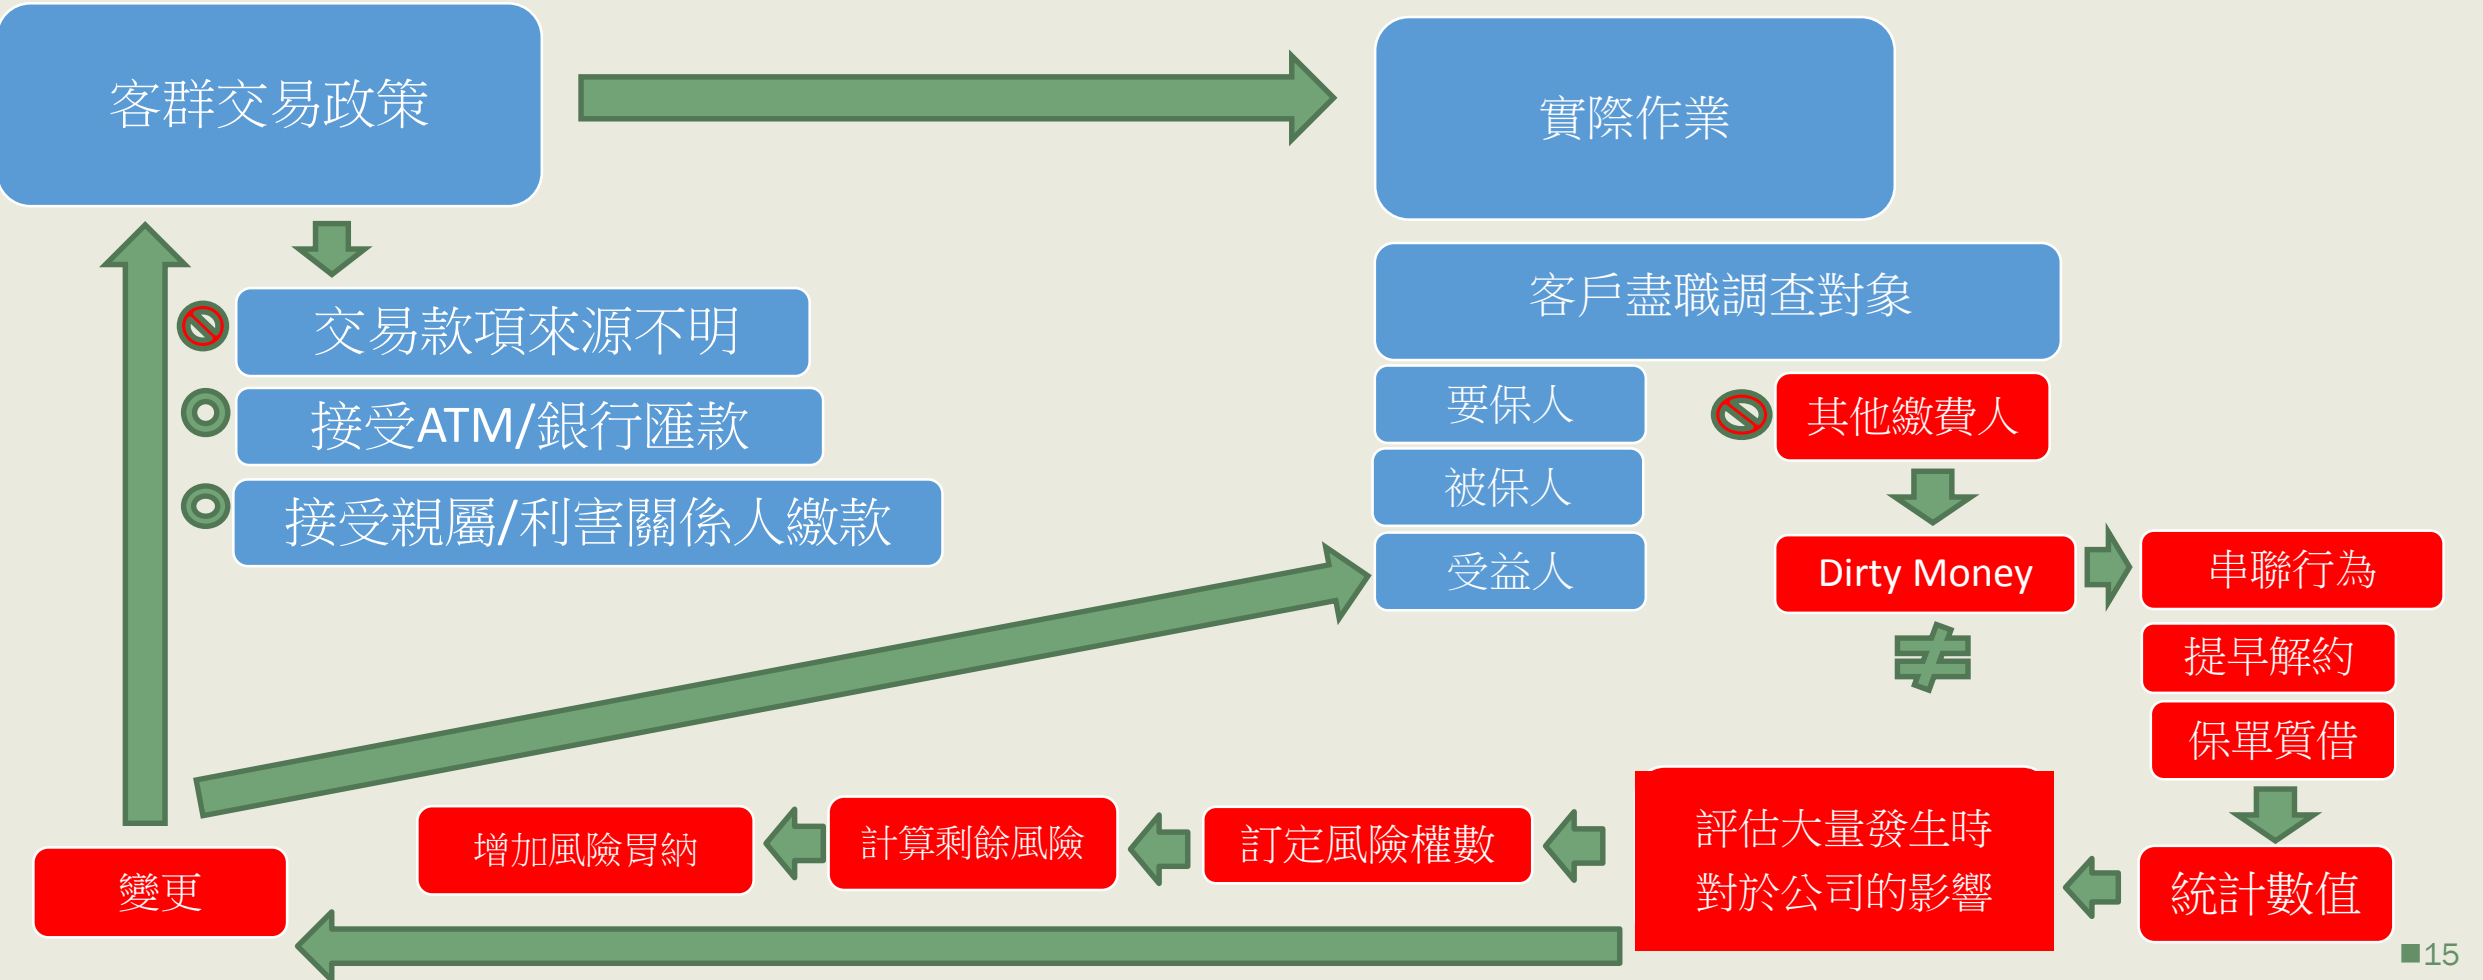 客群交易政策
實際作業
交易款項來源不明
接受ATM/銀行匯款
接受親屬/利害關係人繳款
客戶盡職調查對象
要保人
被保人
受益人
其他繳費人
Dirty Money
串聯行為
提早解約
保單質借
統計數值
評估大量發生時
對於公司的影響
訂定風險權數
計算剩餘風險
增加風險胃納
變更
15